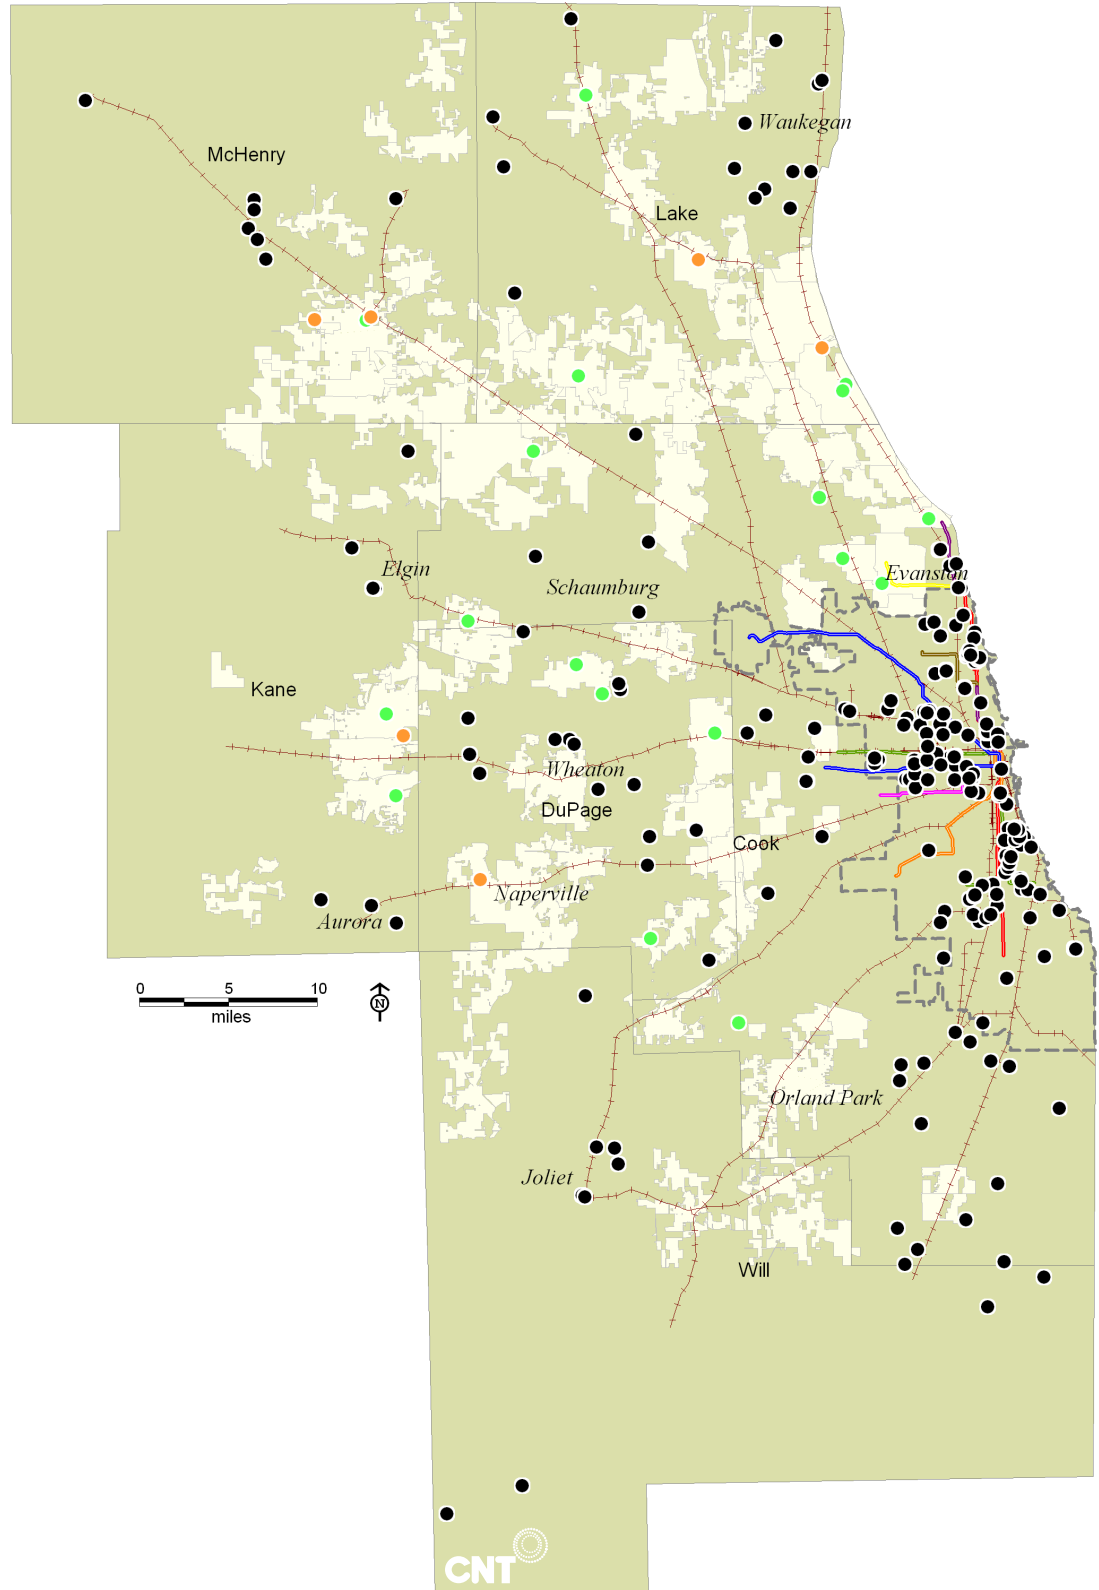 Waukegan
McHenry
Lake
Elgin
Evanston
Schaumburg
Kane
Wheaton
DuPage
Cook
Naperville
Aurora
0 5 10
miles
N
Orland Park
Joliet
Will
CNT